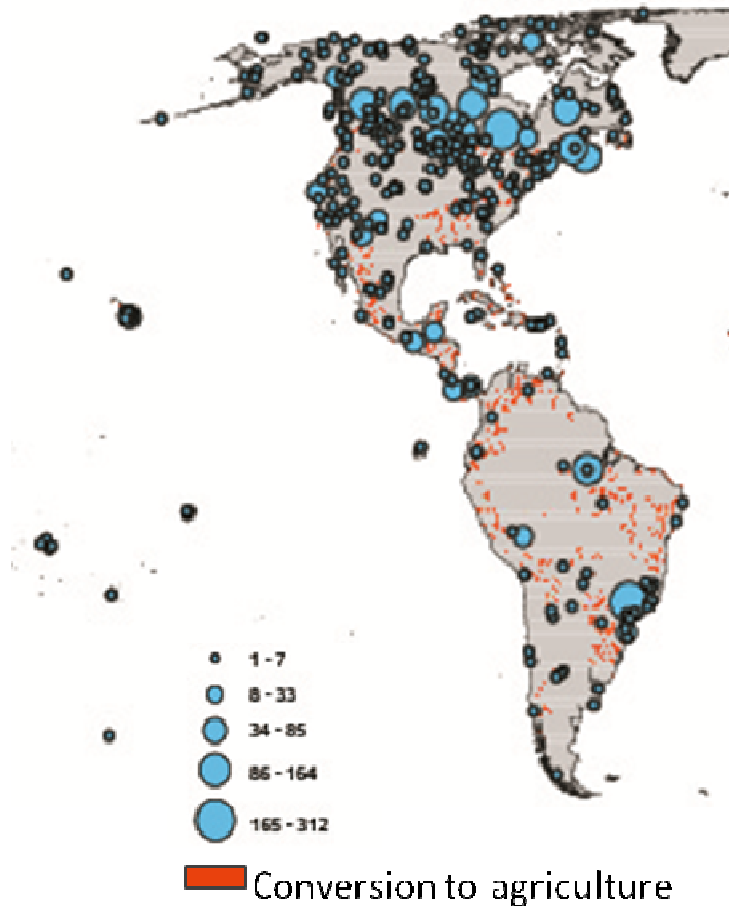 1 - 7
8 - 33
34 - 85
86 - 164
165 - 312
Conversion to agriculture